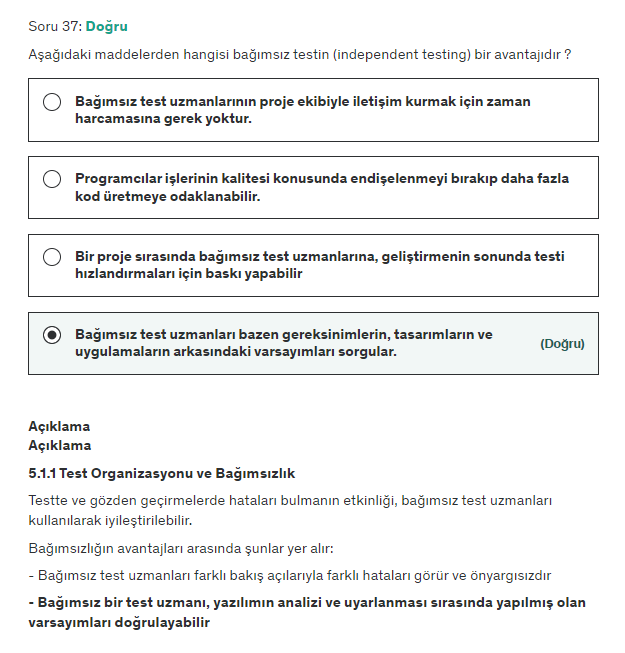 Soru 37: Doğru
Aşağıdaki maddelerden hangisi bağımsız testin (independent testing) bir avantajıdır ?
Bağımsız test uzmanlarının proje ekibiyle iletişim kurmak için zaman
harcamasına gerek yoktur.
Programcılar işlerinin kalitesi konusunda endişelenmeyi bırakıp daha fazla
kod üretmeye odaklanabilir.
Bir proje sırasında bağımsız test uzmanlarına, geliştirmenin sonunda testi
hızlandırmaları için baskı yapabilir
Bağımsız test uzmanları bazen gereksinimlerin, tasarımların ve
uygulamaların arkasındaki varsayımları sorgular.
(Doğru)
Açıklama
Açıklama
5.1.1 Test Organizasyonu ve Bağımsızlık
Testte ve gözden geçirmelerde hataları bulmanın etkinliği, bağımsız test uzmanları
kullanılarak iyileştirilebilir.
Bağımsızlığın avantajları arasında şunlar yer alır:
- Bağımsız test uzmanları farklı bakış açılarıyla farklı hataları görür ve önyargısızdır
- Bağımsız bir test uzmanı, yazılımın analizi ve uyarlanması sırasında yapılmış olan
varsayımları doğrulayabilir